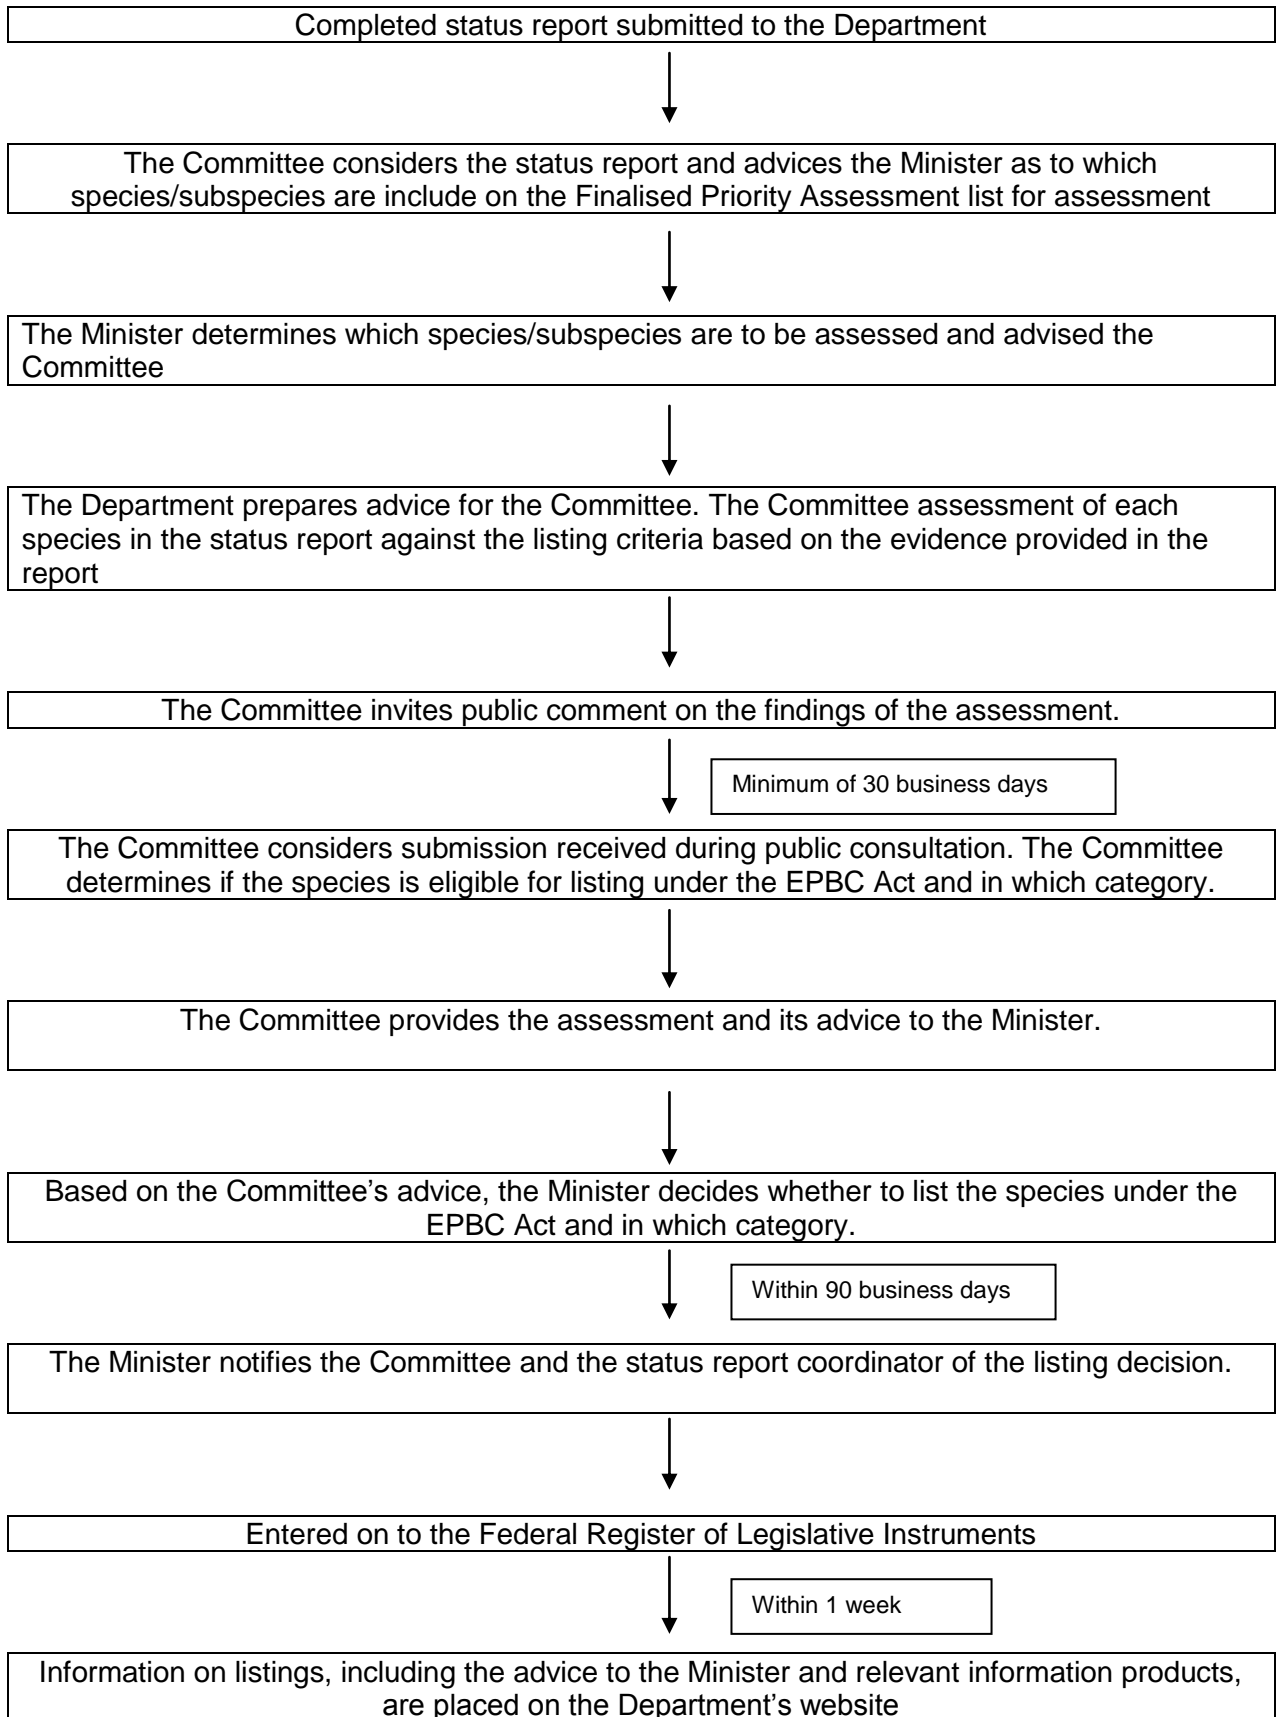 Completed status report submitted to the Department
The Committee considers the status report and advices the Minister as to which
species/subspecies are include on the Finalised Priority Assessment list for assessment
The Minister determines which species/subspecies are to be assessed and advised the
Committee
The Department prepares advice for the Committee. The Committee assessment of each
species in the status report against the listing criteria based on the evidence provided in the
report
The Committee invites public comment on the findings of the assessment.
Minimum of 30 business days
The Committee considers submission received during public consultation. The Committee
determines if the species is eligible for listing under the EPBC Act and in which category.
The Committee provides the assessment and its advice to the Minister.
Based on the Committee’s advice, the Minister decides whether to list the species under the
EPBC Act and in which category.
Within 90 business days
The Minister notifies the Committee and the status report coordinator of the listing decision.
Entered on to the Federal Register of Legislative Instruments
Within 1 week
Information on listings, including the advice to the Minister and relevant information products,
are placed on the Department’s website